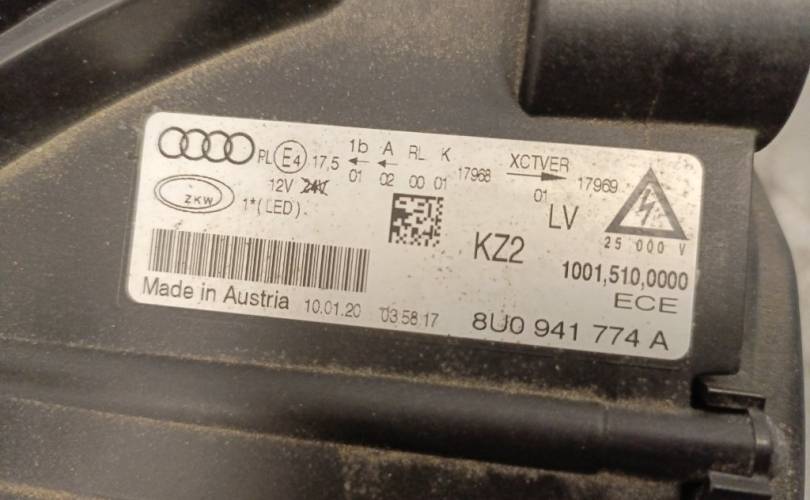 PL E4 17,5 1b A RL K 17968 XCTVER 17969
01 02 00 01 01
12V 24V
ZKW 1*(LED). LV
25 000 V
KZ2
1001,510,0000
ECE
Made in Austria 10.01.20 03:58:17 8U0 941 774 A